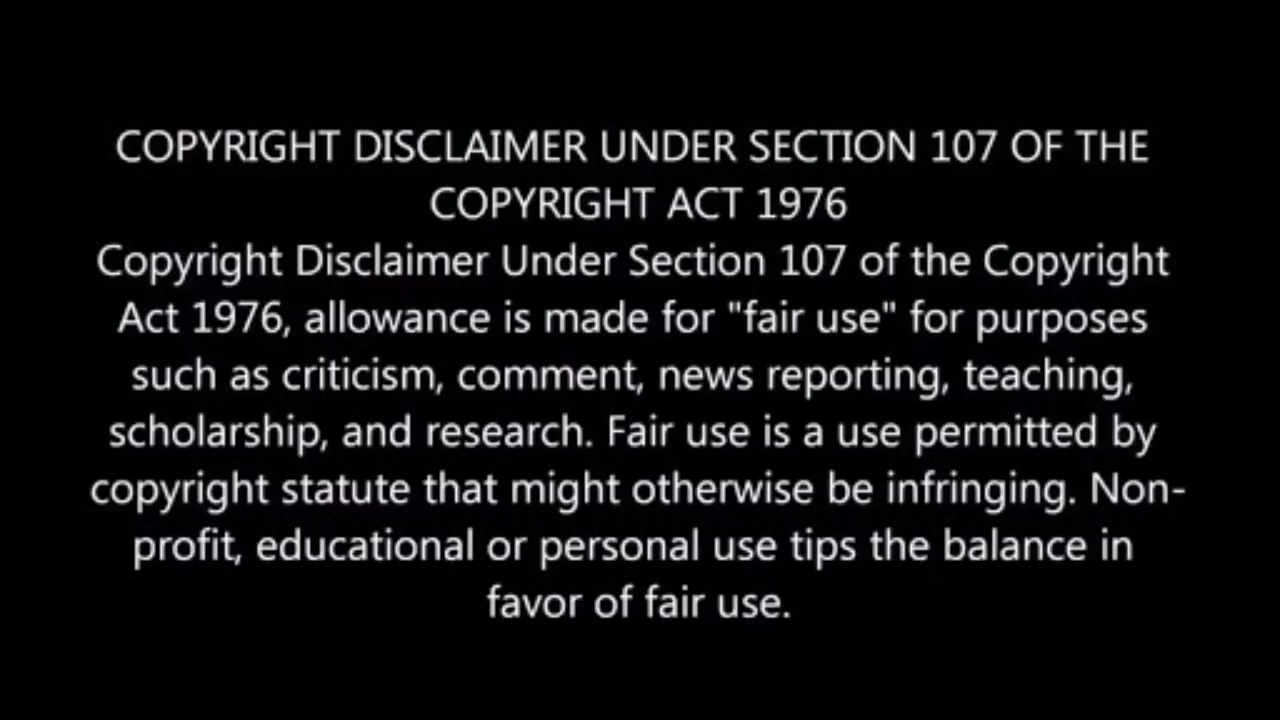 COPYRIGHT DISCLAIMER UNDER SECTION 107 OF THE
COPYRIGHT ACT 1976
Copyright Disclaimer Under Section 107 of the Copyright
Act 1976, allowance is made for "fair use" for purposes
such as criticism, comment, news reporting, teaching,
scholarship, and research. Fair use is a use permitted by
copyright statute that might otherwise be infringing. Non-
profit, educational or personal use tips the balance in
favor of fair use.